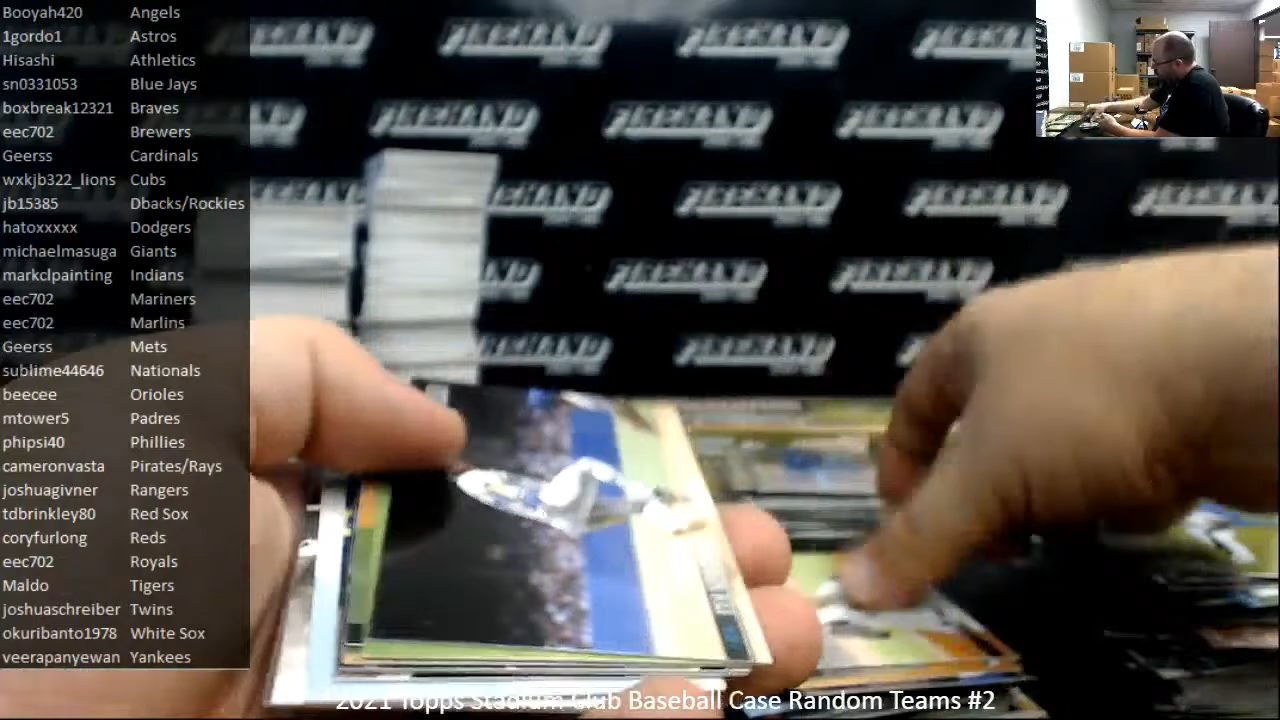 Booyah420 Angels
1gordo1 Astros
Hisashi Athletics
sn0331053 Blue Jays
boxbreak12321 Braves
eec702 Brewers
Geerss Cardinals
wxkjb322_lions Cubs
jb15385 Dbacks/Rockies
hatoxxxxx Dodgers
michaelmasuga Giants
markclpainting Indians
eec702 Mariners
eec702 Marlins
Geerss Mets
sublime44646 Nationals
beecee Orioles
mtower5 Padres
phipsi40 Phillies
cameronvasta Pirates/Rays
joshuagivner Rangers
tdbrinkley80 Red Sox
coryfurlong Reds
eec702 Royals
Maldo Tigers
joshuaschreiber Twins
okuribanto1978 White Sox
veerapanyewan Yankees
2021 Topps Stadium Club Baseball Case Random Teams #2